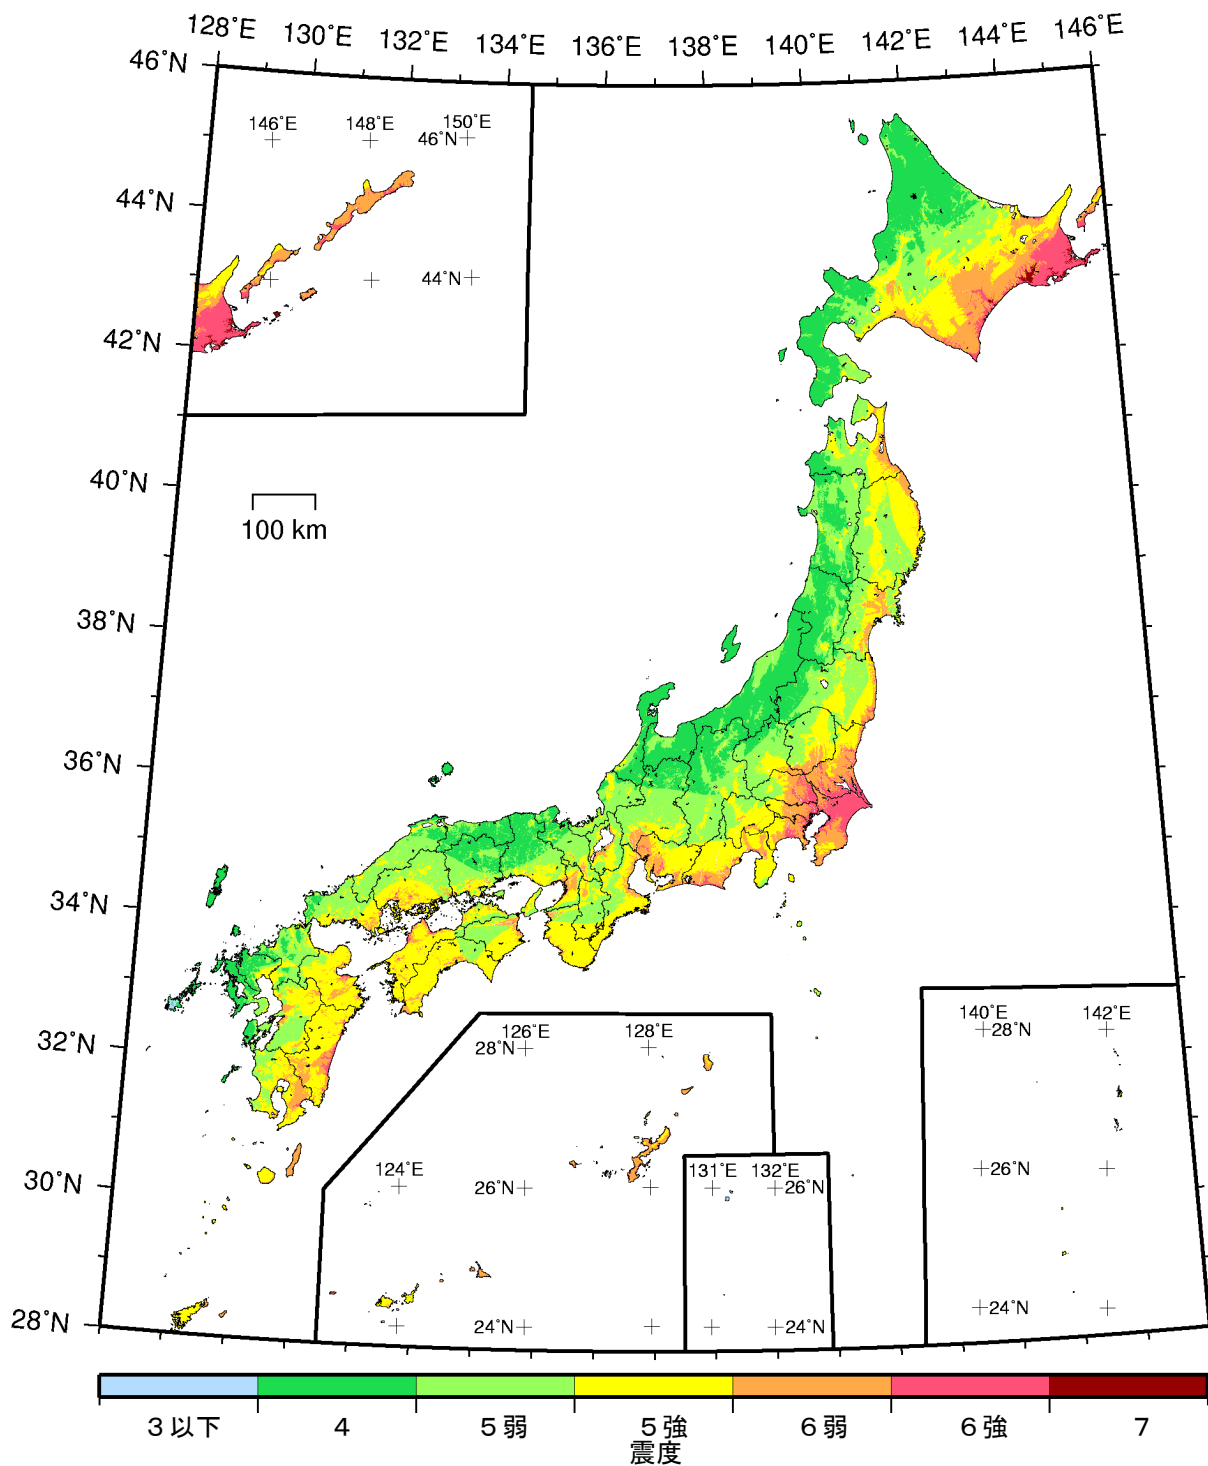 128°E 130°E 132°E 134°E 136°E 138°E 140°E 142°E 144°E 146°E
46°N
146°E 148°E 150°E
46°N
44°N
44°N
42°N
40°N
100 km
38°N
36°N
34°N
32°N
126°E 128°E
28°N
140°E 142°E
28°N
124°E
26°N
131°E 132°E
26°N
26°N
30°N
24°N
24°N
24°N
28°N
3以下 4 5弱 5強 6弱 6強 7
震度